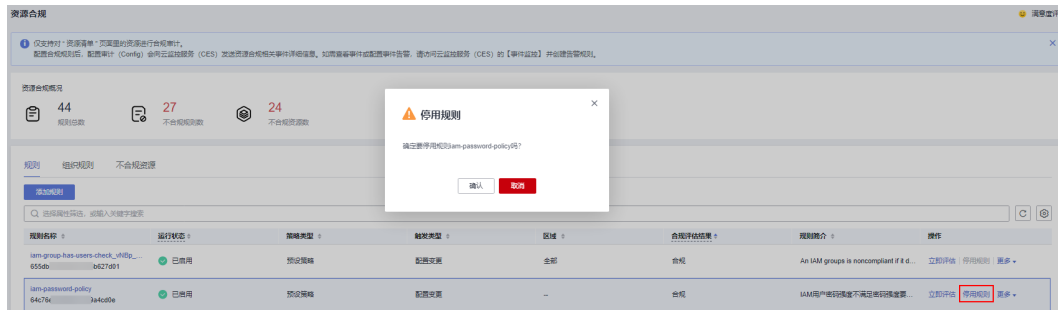 资源合规
满意度评
仅支持对“资源清单”页面里的资源进行合规审计。
配置合规规则后，配置审计（Config）会向云监控服务（CES）发送资源合规相关事件详细信息。如需查看事件或配置事件告警，请访问云监控服务（CES）的【事件监控】并创建告警规则。
资源合规概况
44
规则总数
27
不合规规则数
24
不合规资源数
停用规则
确定要停用规则iam-password-policy吗？
确认
取消
规则
组织规则
不合规资源
添加规则
选择属性筛选，或输入关键字搜索
规则名称 运行状态 策略类型 触发类型 区域 合规评估结果 规则简介 操作
iam-group-has-users-check_vNBp_... 已启用 预设策略 配置变更 全部 合规 An IAM groups is noncompliant if it d... 立即评估 停用规则 更多
655db b627d01
iam-password-policy 已启用 预设策略 配置变更 -- 合规 IAM用户密码强度不满足密码强度要... 立即评估 停用规则 更多
64c76e 9a4cd0e